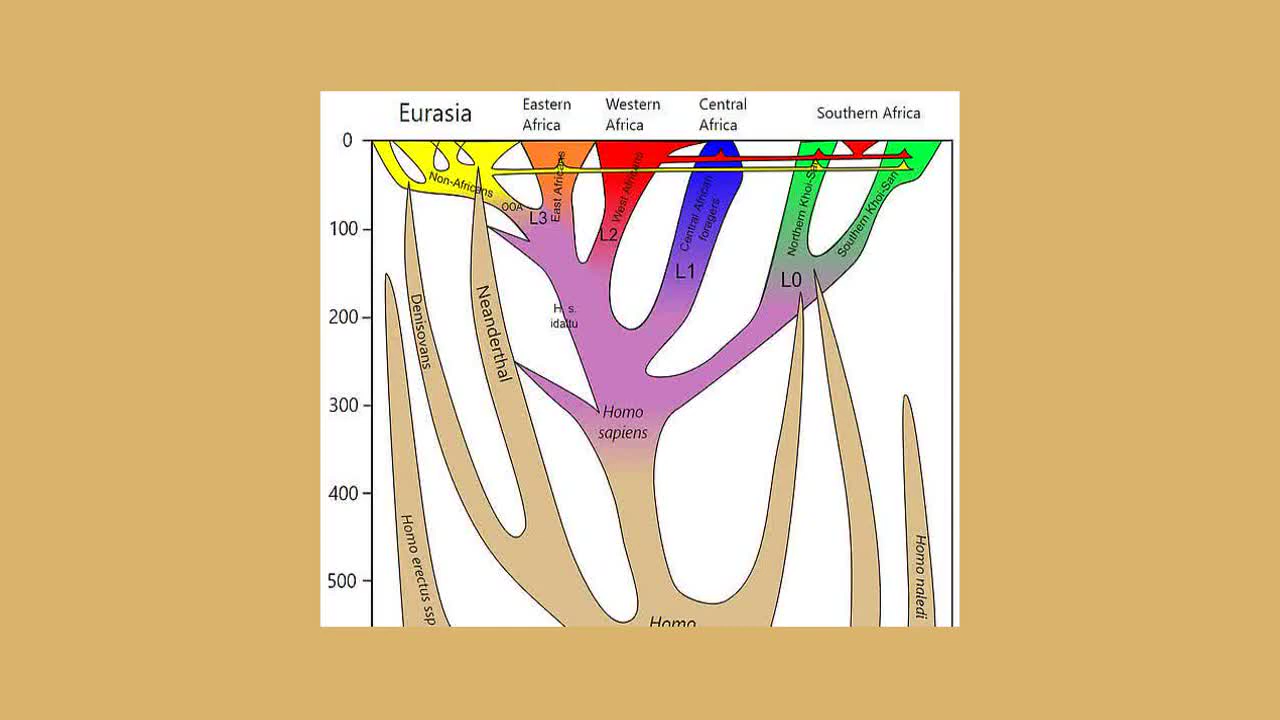 Eurasia
Eastern
Africa
Western
Africa
Central
Africa
Southern Africa
0
100
200
300
400
500
Non-Africans
OOA
L3
East Africans
L2
West Africans
L1
Central African
foragers
L0
Northern Khoi-San
Southern Khoi-San
Denisovans
Neanderthal
H. s.
idaltu
Homo
sapiens
Homo erectus ssp
Homo naledi
Homo